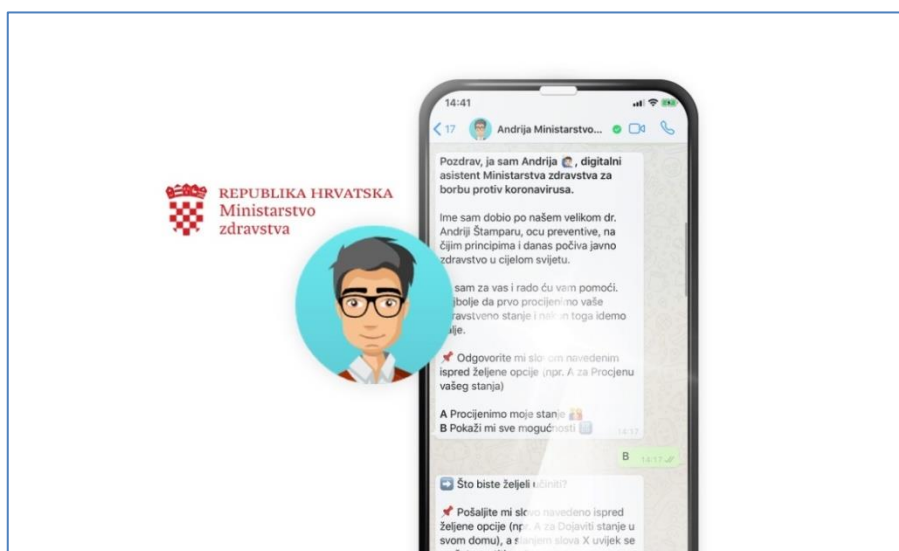 REPUBLIKA HRVATSKA
Ministarstvo
zdravstva
14:41
17 Andrija Ministarstvo...
Pozdrav, ja sam Andrija , digitalni
asistent Ministarstva zdravstva za
borbu protiv koronavirusa.
Ime sam dobio po našem velikom dr.
Andriji Štamparu, ocu preventive, na
čijim principima i danas počiva javno
zdravstvo u cijelom svijetu.
sam za vas i rado ću vam pomoći.
da prvo procijenimo vaše
stanje i nakon toga idemo
📌 Odgovorite mi slovom navedenim
ispred željene opcije (npr. A za Procjenu
vašeg stanja)
A Procijenimo moje stanje
B Pokaži mi sve mogućnosti
14:17
B 14:17
➡️ Što biste željeli učiniti?
📌 Pošaljite mi slovo navedeno ispred
željene opcije (npr. A za Dojaviti stanje u
svom domu), a slanjem slova X uvijek se